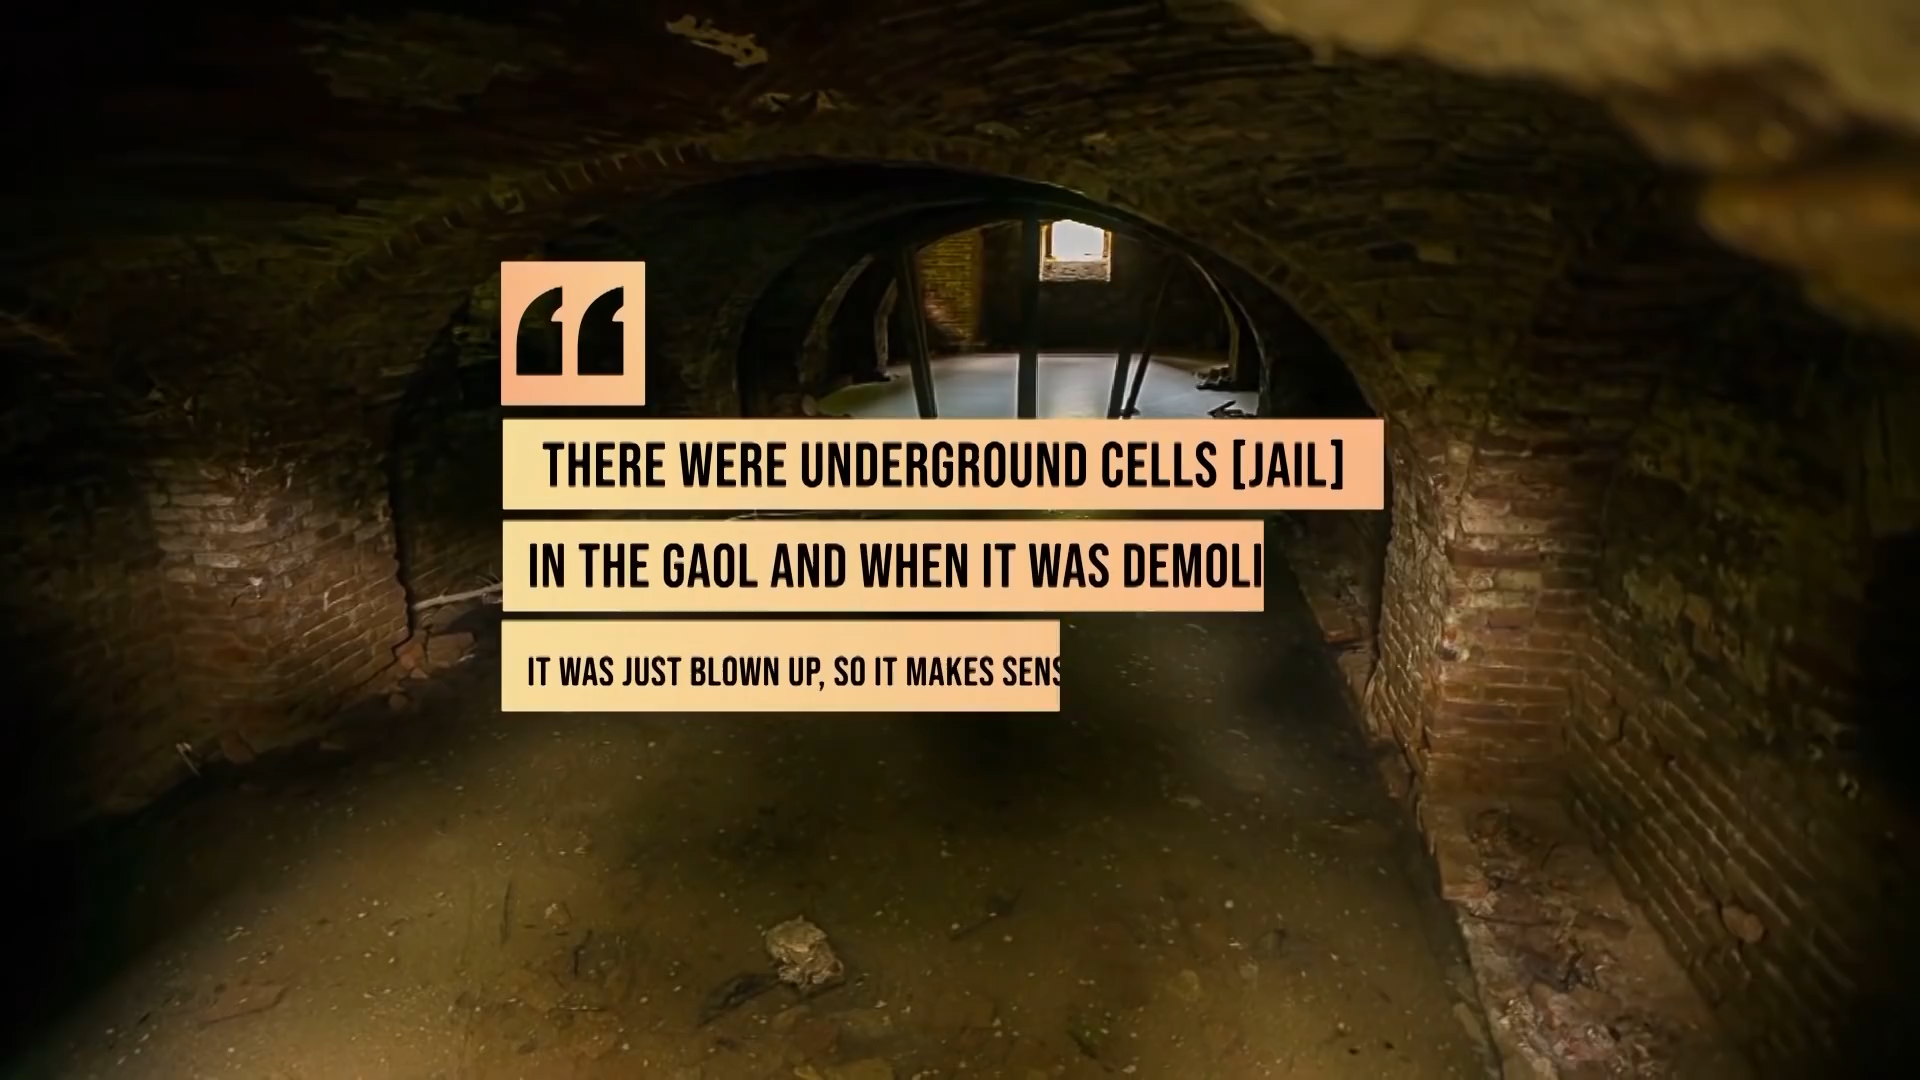 “
THERE WERE UNDERGROUND CELLS [JAIL]
IN THE GAOL AND WHEN IT WAS DEMOLI
IT WAS JUST BLOWN UP, SO IT MAKES SENS